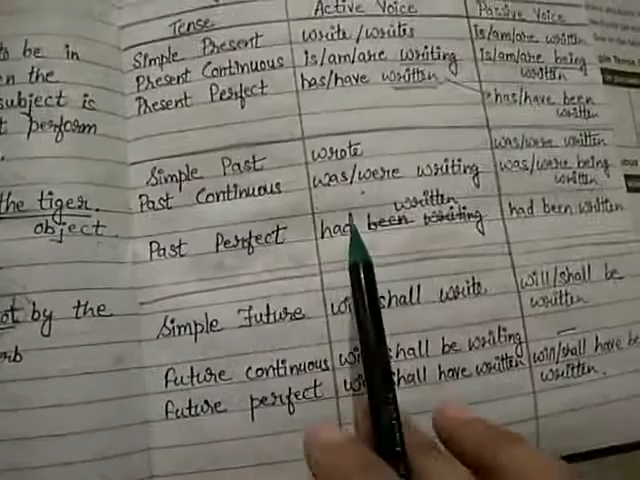 Tense Active Voice Passive Voice
Simple Present write/writes is/am/are written
Present Continuous is/am/are writing is/am/are being written
Present Perfect has/have written has/have been written
Simple Past wrote was/were written
Past Continuous was/were writing was/were being written
Past Perfect had been writing written had been written
Simple Future shall write will/shall be written
Future continuous shall be writing
future perfect shall have written will/shall have be written.
to be in
the
subject is
perform
the tiger.
object.
by the